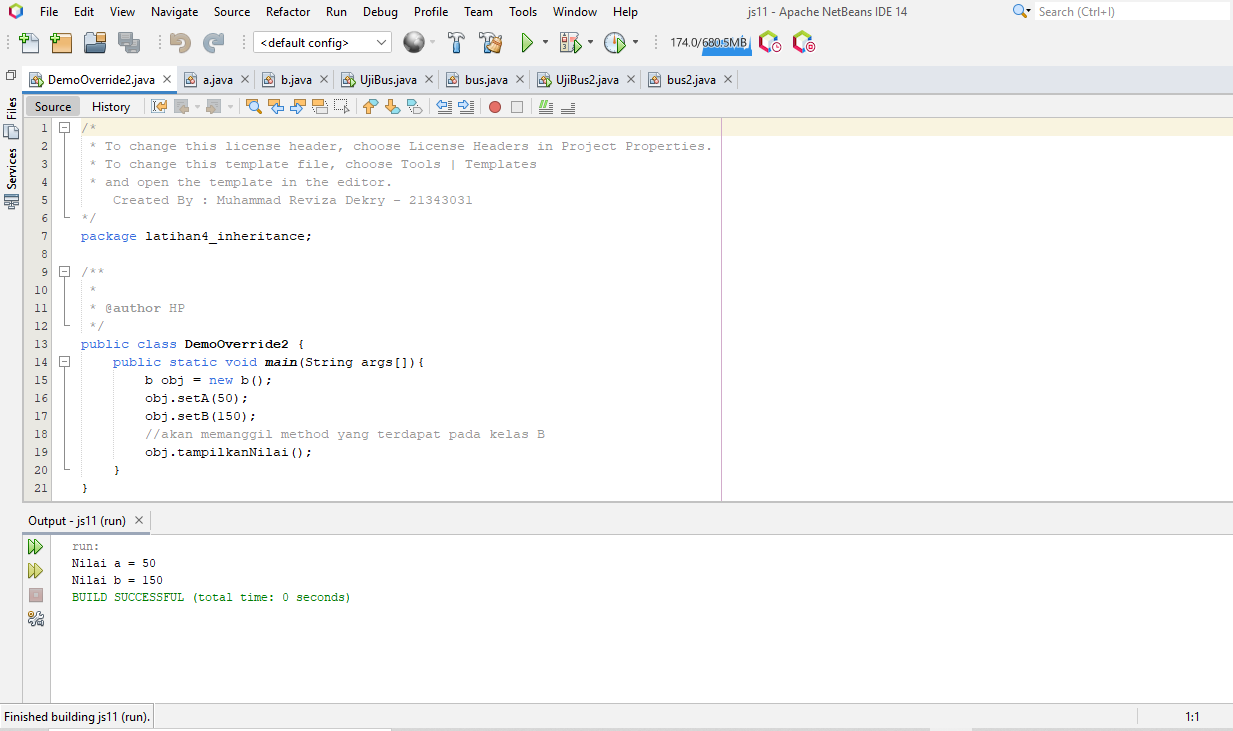 File Edit View Navigate Source Refactor Run Debug Profile Team Tools Window Help js11 - Apache NetBeans IDE 14 Search (Ctrl+I)
<default config> 174.0/680.5MB
DemoOverride2.java a.java b.java UjiBus.java bus.java UjiBus2.java bus2.java
Files
Services
Source History
1 /*
2 * To change this license header, choose License Headers in Project Properties.
3 * To change this template file, choose Tools | Templates
4 * and open the template in the editor.
5 Created By : Muhammad Reviza Dekry - 21343031
6 */
7 package latihan4_inheritance;
8
9 /**
10 *
11 * @author HP
12 */
13 public class DemoOverride2 {
14 public static void main(String args[]){
15 b obj = new b();
16 obj.setA(50);
17 obj.setB(150);
18 //akan memanggil method yang terdapat pada kelas B
19 obj.tampilkanNilai();
20 }
21 }
Output - js11 (run)
run:
Nilai a = 50
Nilai b = 150
BUILD SUCCESSFUL (total time: 0 seconds)
Finished building js11 (run). 1:1